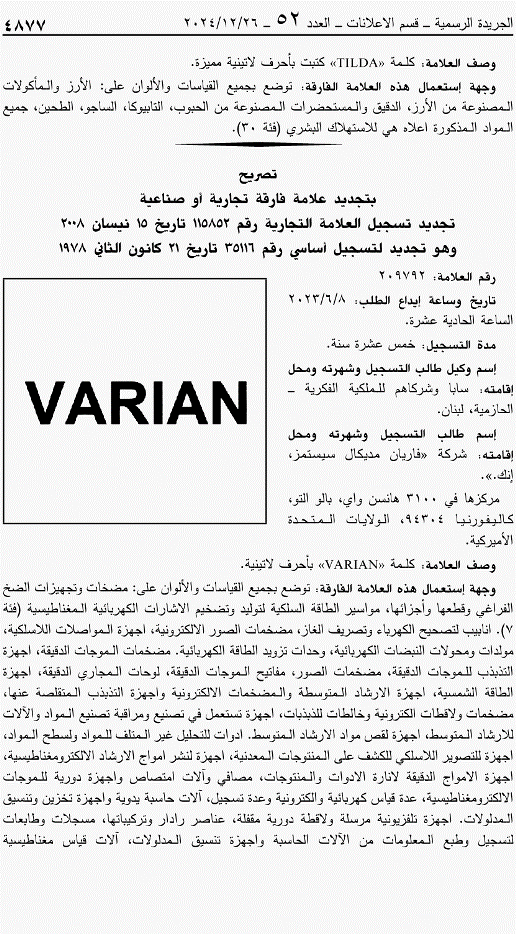 الجريدة الرسمية ــ قسم الاعلانات ــ العدد ٥٢ ــ ٢٠٢٤/١٢/٢٦
٤٨٧٧
وصف العلامة: كلمة «TILDA» كتبت بأحرف لاتينية مميزة.
وجهة إستعمال هذه العلامة الفارقة: توضع بجميع القياسات والألوان على: الأرز والمأكولات
المصنوعة من الأرز، الدقيق والمستحضرات المصنوعة من الحبوب، التابيوكا، الساجو، الطحين، جميع
المواد المذكورة اعلاه هي للاستهلاك البشري (فئة ٣٠).
تصريح
بتجديد علامة فارقة تجارية أو صناعية
تجديد تسجيل العلامة التجارية رقم ١١٥٨٥٢ تاريخ ١٥ نيسان ٢٠٠٨
وهو تجديد لتسجيل أساسي رقم ٣٥١١٦ تاريخ ٢١ كانون الثاني ١٩٧٨
رقم العلامة: ٢٠٩٧٩٢
تاريخ وساعة إيداع الطلب: ٢٠٢٣/٦/٨
الساعة الحادية عشرة.
مدة التسجيل: خمس عشرة سنة.
إسم وكيل طالب التسجيل وشهرته ومحل
إقامته: سابا وشركاهم للملكية الفكرية ــ
الحازمية، لبنان.
إسم طالب التسجيل وشهرته ومحل
إقامته: شركة «فاريان مديكال سيستمز،
إنك.».
مركزها في ٣١٠٠ هانسن واي، بالو التو،
كاليفورنيا ٩٤٣٠٤، الولايات المتحدة
الأميركية.
VARIAN
وصف العلامة: كلمة «VARIAN» بأحرف لاتينية.
وجهة إستعمال هذه العلامة الفارقة: توضع بجميع القياسات والألوان على: مضخات وتجهيزات الضخ
الفراغي وقطعها وأجزائها، مواسير الطاقة السلكية لتوليد وتضخيم الاشارات الكهربائية المغناطيسية (فئة
٧). انابيب لتصحيح الكهرباء وتصريف الغاز، مضخمات الصور الالكترونية، اجهزة المواصلات اللاسلكية،
مولدات ومحولات النبضات الكهربائية، وحدات تزويد الطاقة الكهربائية. مضخمات الموجات الدقيقة، اجهزة
التذبذب للموجات الدقيقة، مضخمات الصور، مفاتيح الموجات الدقيقة، لوحات المجاري الدقيقة، اجهزة
الطاقة الشمسية، اجهزة الارشاد المتوسطة والمضخمات الالكترونية واجهزة التذبذب المتقلصة عنها،
مضخمات ولاقطات الكترونية وخالطات للذبذبات، اجهزة تستعمل في تصنيع ومراقبة تصنيع المواد والآلات
للارشاد المتوسط، اجهزة لقص مواد الارشاد المتوسط. ادوات للتحليل غير المتلف للمواد ولسطح المواد،
اجهزة للتصوير اللاسلكي للكشف على المنتوجات المعدنية، اجهزة لنشر امواج الارشاد الالكترومغناطيسية،
اجهزة الامواج الدقيقة لانارة الادوات والمنتوجات، مصافي وآلات امتصاص واجهزة دورية للموجات
الالكترومغناطيسية، عدة قياس كهربائية والكترونية وعدة تسجيل، آلات حاسبة يدوية واجهزة تخزين وتنسيق
المدلولات. اجهزة تلفزيونية مرسلة ولاقطة دورية مقفلة، عناصر رادار وتركيباتها، مسجلات وطابعات
لتسجيل وطبع المعلومات من الآلات الحاسبة واجهزة تنسيق المدلولات، آلات قياس مغناطيسية